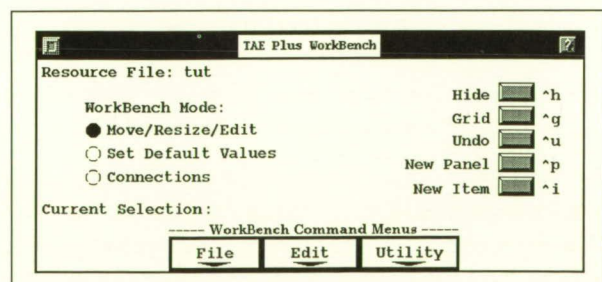 TAE Plus WorkBench
Resource File: tut
WorkBench Mode:
Move/Resize/Edit
Set Default Values
Connections
Hide ^h
Grid ^g
Undo ^u
New Panel ^p
New Item ^i
Current Selection:
----- WorkBench Command Menus -----
File Edit Utility